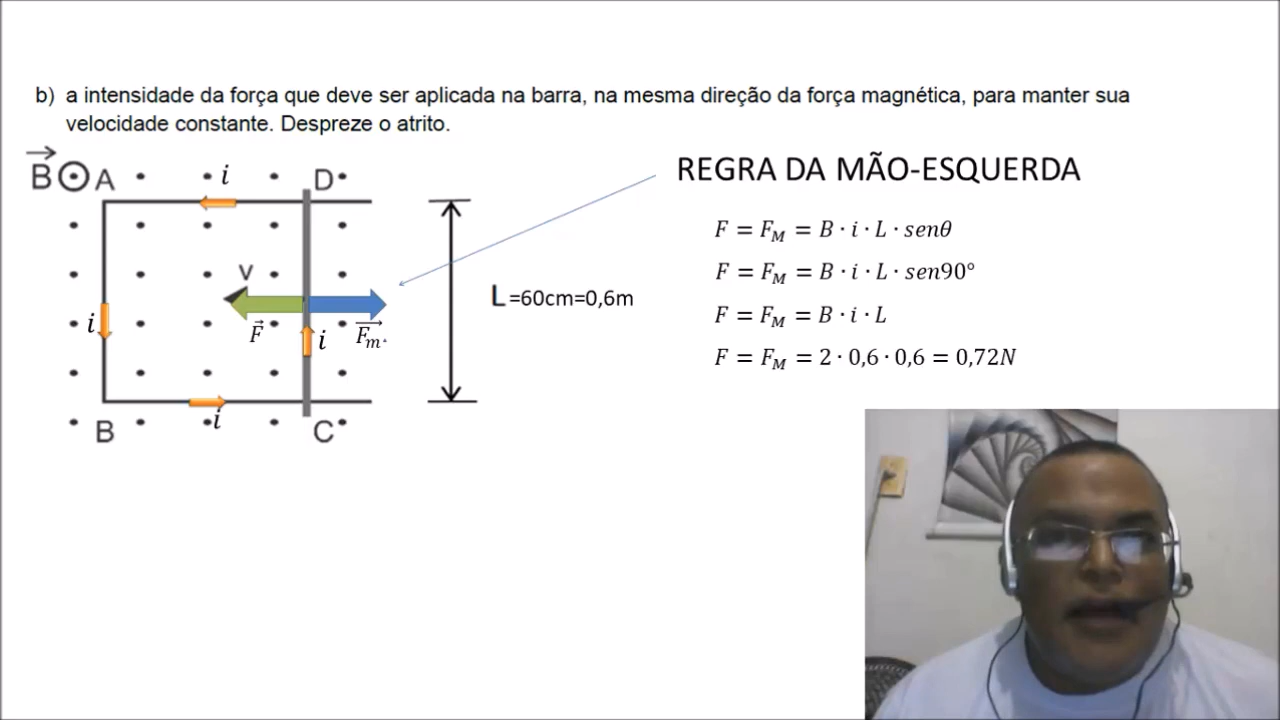 b) a intensidade da força que deve ser aplicada na barra, na mesma direção da força magnética, para manter sua
velocidade constante. Despreze o atrito.
REGRA DA MÃO-ESQUERDA
B⃗ ⊙ A
i
D
F = F_M = B · i · L · senθ
F = F_M = B · i · L · sen90°
v
L=60cm=0,6m
F = F_M = B · i · L
i
F⃗
i
F⃗_m
F = F_M = 2 · 0,6 · 0,6 = 0,72N
B
i
C